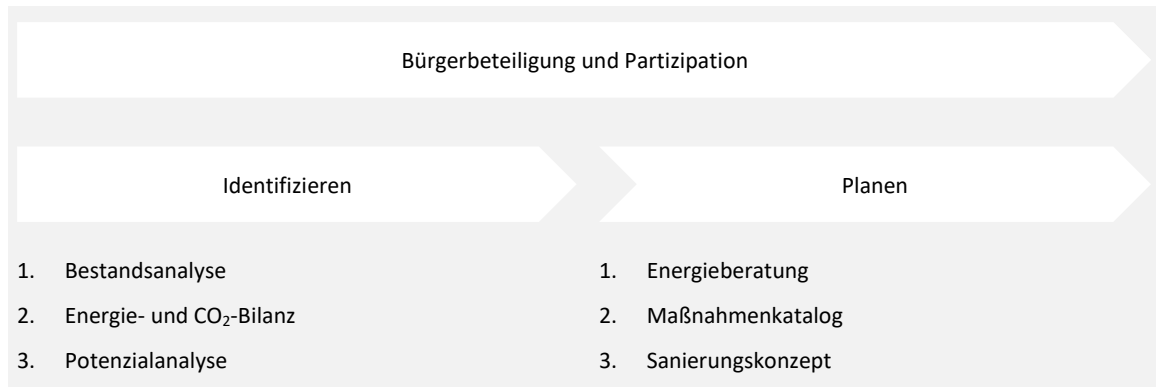 Bürgerbeteiligung und Partizipation
Identifizieren
Planen
1. Bestandsanalyse
2. Energie- und CO₂-Bilanz
3. Potenzialanalyse
1. Energieberatung
2. Maßnahmenkatalog
3. Sanierungskonzept